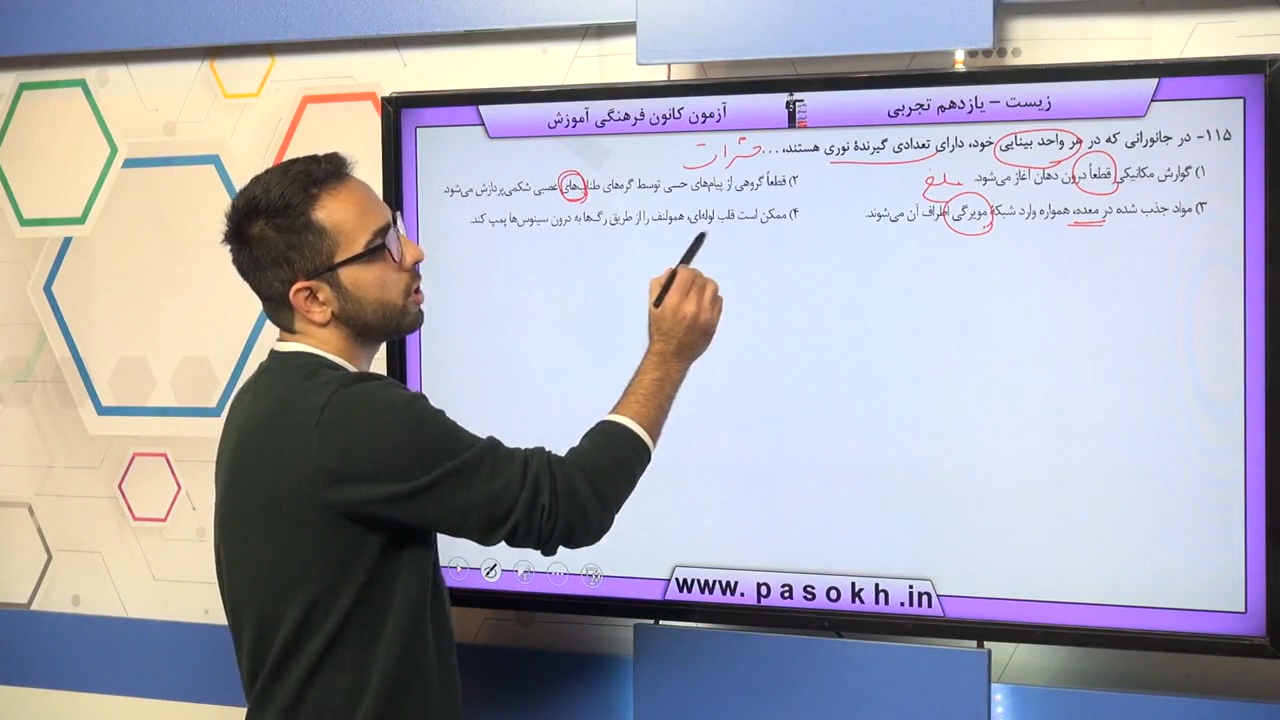 زیست – یازدهم تجربی
آزمون کانون فرهنگی آموزش
۱۱۵- در جانورانی که در هر واحد بینایی خود، دارای تعدادی گیرندهٔ نوری هستند، ...
حشرات
۱) گوارش مکانیکی قطعاً درون دهان آغاز می‌شود.
ملخ
۲) قطعاً گروهی از پیام‌های حسی توسط گره‌های طناب‌های عصبی شکمی پردازش می‌شود.
۳) مواد جذب شده در معده، همواره وارد شبکهٔ مویرگی اطراف آن می‌شوند.
۴) ممکن است قلب لوله‌ای، همولنف را از طریق رگ‌ها به درون سینوس‌ها پمپ کند.
www.pasokh.in